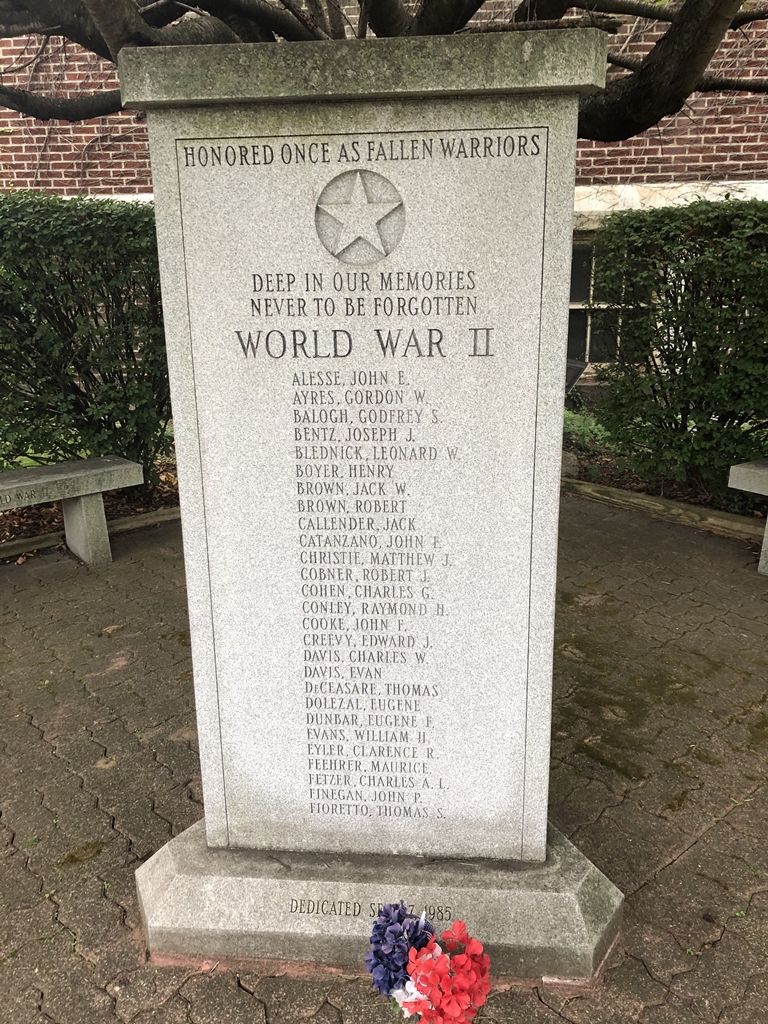 HONORED ONCE AS FALLEN WARRIORS
DEEP IN OUR MEMORIES
NEVER TO BE FORGOTTEN
WORLD WAR II
ALESSE, JOHN E.
AYRES, GORDON W.
BALOGH, GODFREY S.
BENTZ, JOSEPH J.
BLEDNICK, LEONARD W.
BOYER, HENRY
BROWN, JACK W.
BROWN, ROBERT
CALLENDER, JACK
CATANZANO, JOHN F.
CHRISTIE, MATTHEW J.
COBNER, ROBERT J.
COHEN, CHARLES G.
CONLEY, RAYMOND H.
COOKE, JOHN F.
CREEVY, EDWARD J.
DAVIS, CHARLES W.
DAVIS, EVAN
DeCEASARE, THOMAS
DOLEZAL, EUGENE
DUNBAR, EUGENE F.
EVANS, WILLIAM H.
EYLER, CLARENCE R.
FEEHRER, MAURICE
FETZER, CHARLES A. L.
FINEGAN, JOHN P.
FIORETTO, THOMAS S.
DEDICATED 1985
WAR